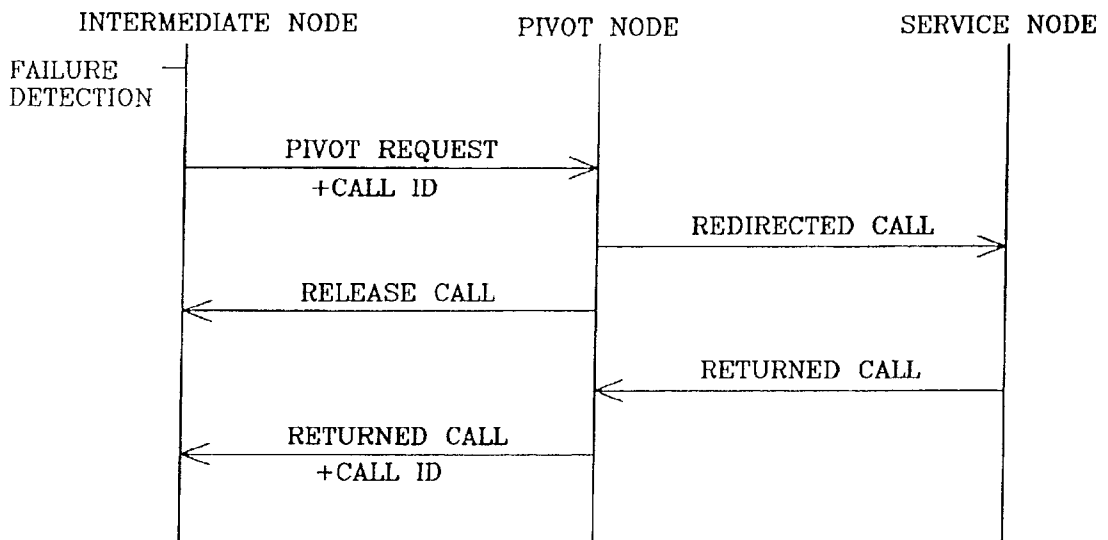 INTERMEDIATE NODE
PIVOT NODE
SERVICE NODE
FAILURE
DETECTION
PIVOT REQUEST
+CALL ID
REDIRECTED CALL
RELEASE CALL
RETURNED CALL
RETURNED CALL
+CALL ID